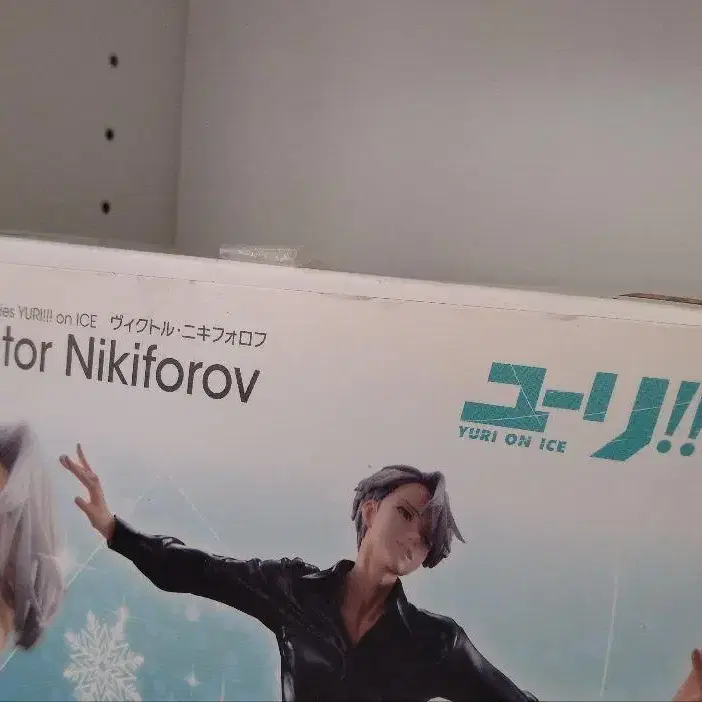 ies YURI!!! on ICE ヴィクトル・ニキフォロフ
tor Nikiforov
ユーリ!!!
YURI ON ICE